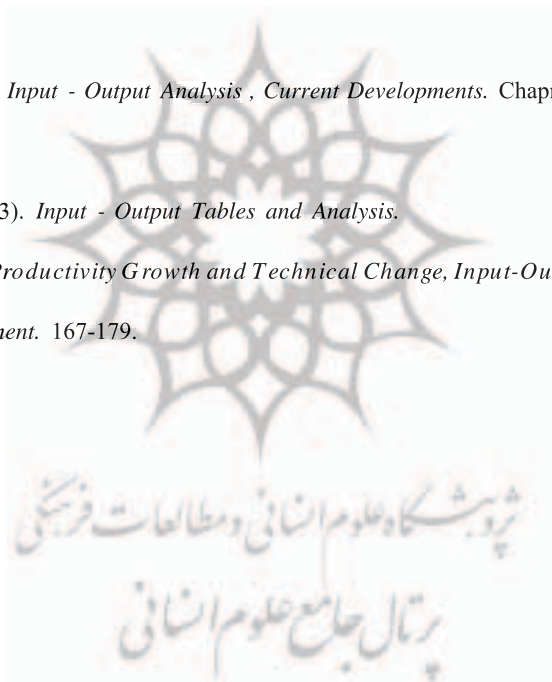 Input - Output Analysis , Current Developments. Chapr
3). Input - Output Tables and Analysis.
Productivity Growth and Technical Change, Input-Ou
nent. 167-179.
پژوهشگاه علوم انسانی و مطالعات فرهنگی
پرتال جامع علوم انسانی